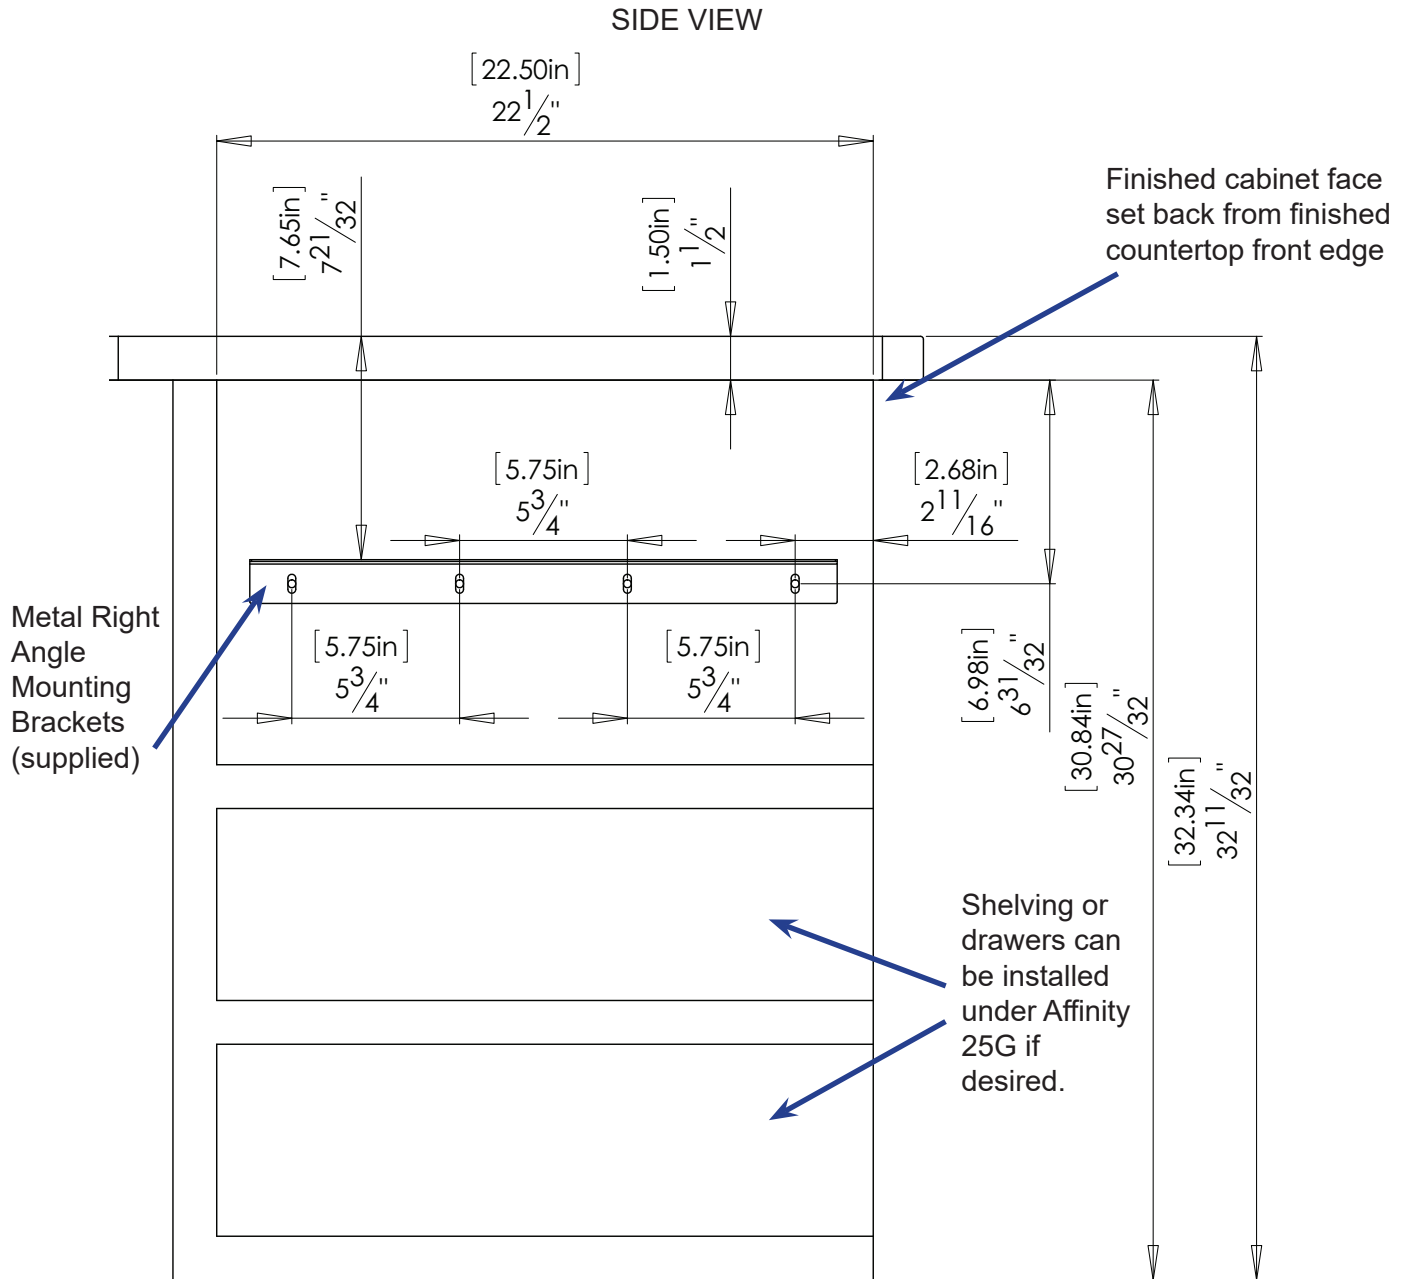 SIDE VIEW
[22.50in]
22 1/2"
[7.65in]
7 21/32"
[1.50in]
1 1/2"
Finished cabinet face
set back from finished
countertop front edge
[5.75in]
5 3/4"
[2.68in]
2 11/16"
Metal Right
Angle
Mounting
Brackets
(supplied)
[5.75in]
5 3/4"
[5.75in]
5 3/4"
[6.98in]
6 31/32"
[30.84in]
30 27/32"
[32.34in]
32 11/32"
Shelving or
drawers can
be installed
under Affinity
25G if
desired.